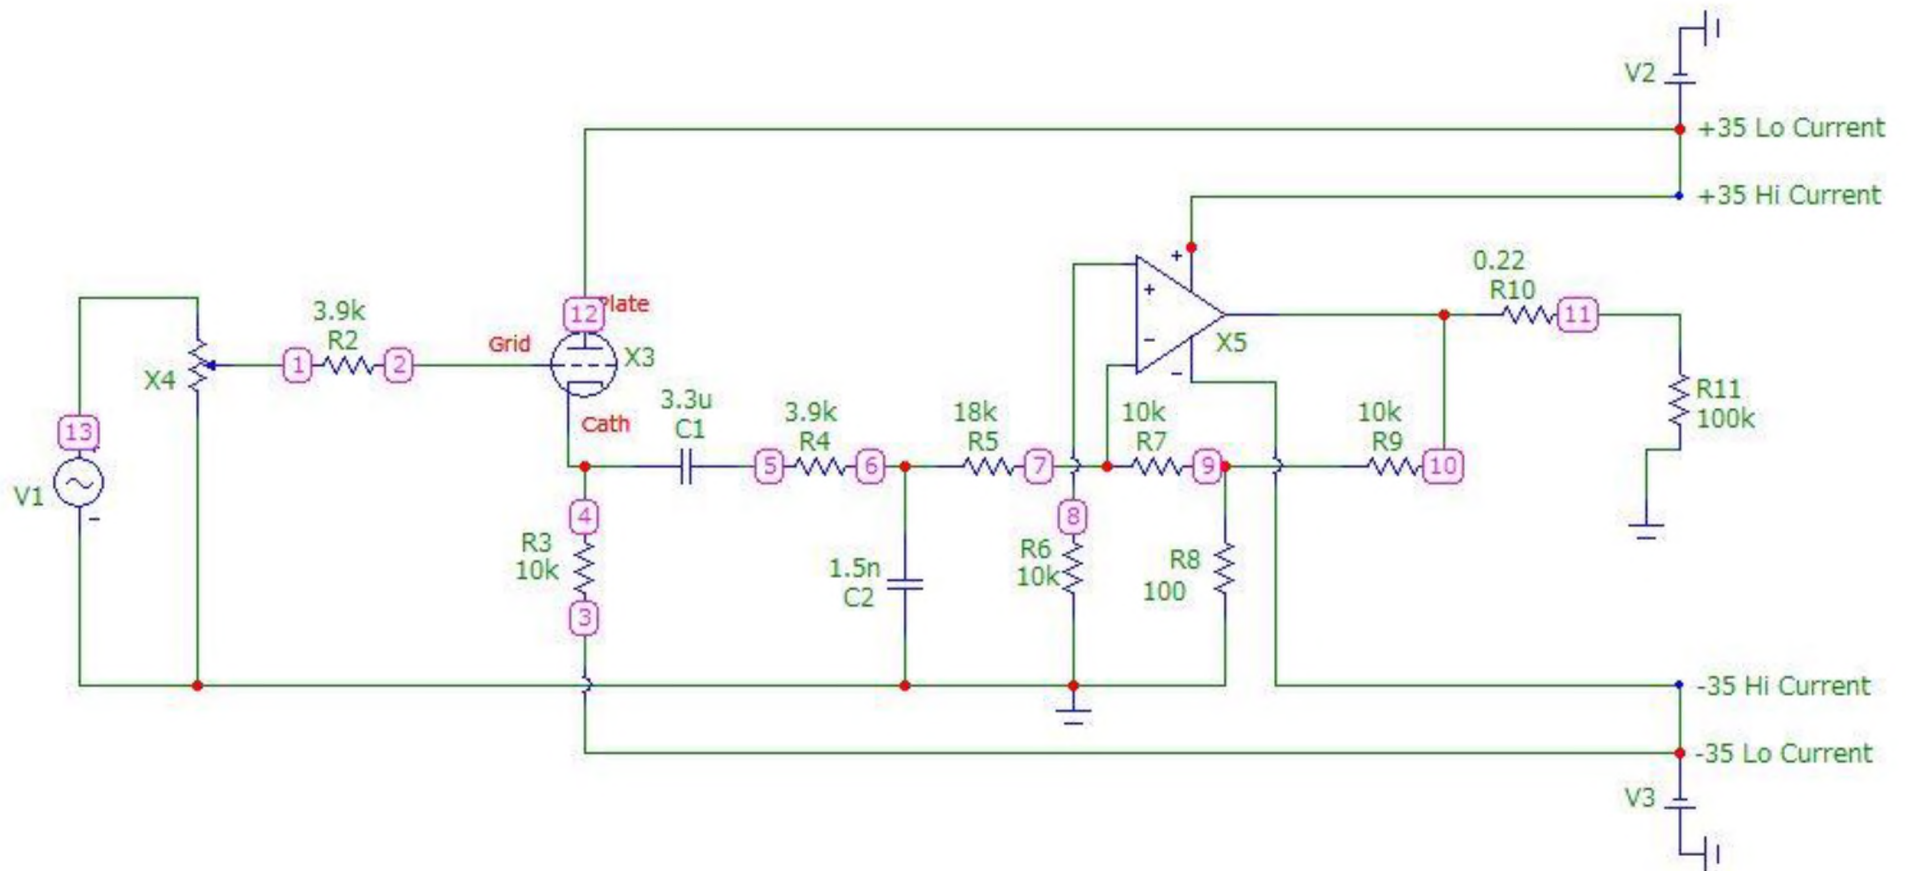 V2
+35 Lo Current
+35 Hi Current
+
0.22
R10
11
Plate
12
3.9k
R2
Grid
X3
+
-
X5
1
2
X4
-
R11
100k
3.3u
C1
3.9k
R4
18k
R5
10k
R7
10k
R9
Cath
13
5
6
7
9
10
V1
-
4
8
R3
10k
R6
10k
R8
100
1.5n
C2
3
-35 Hi Current
-35 Lo Current
V3